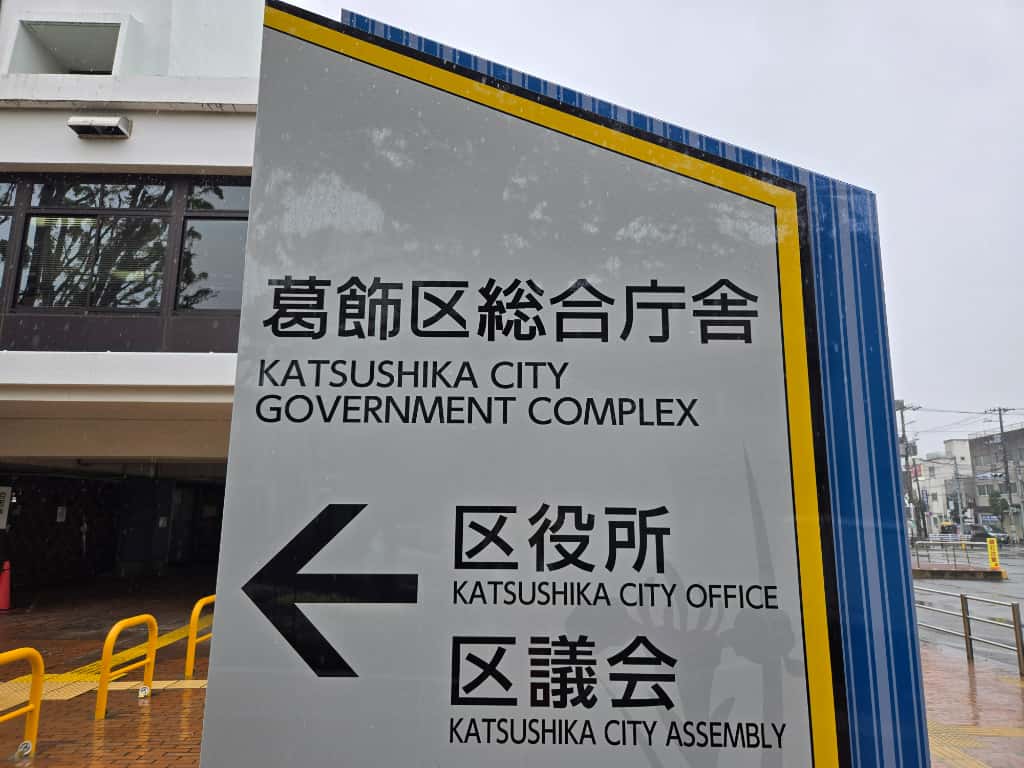 葛飾区総合庁舎
KATSUSHIKA CITY
GOVERNMENT COMPLEX
区役所
KATSUSHIKA CITY OFFICE
区議会
KATSUSHIKA CITY ASSEMBLY